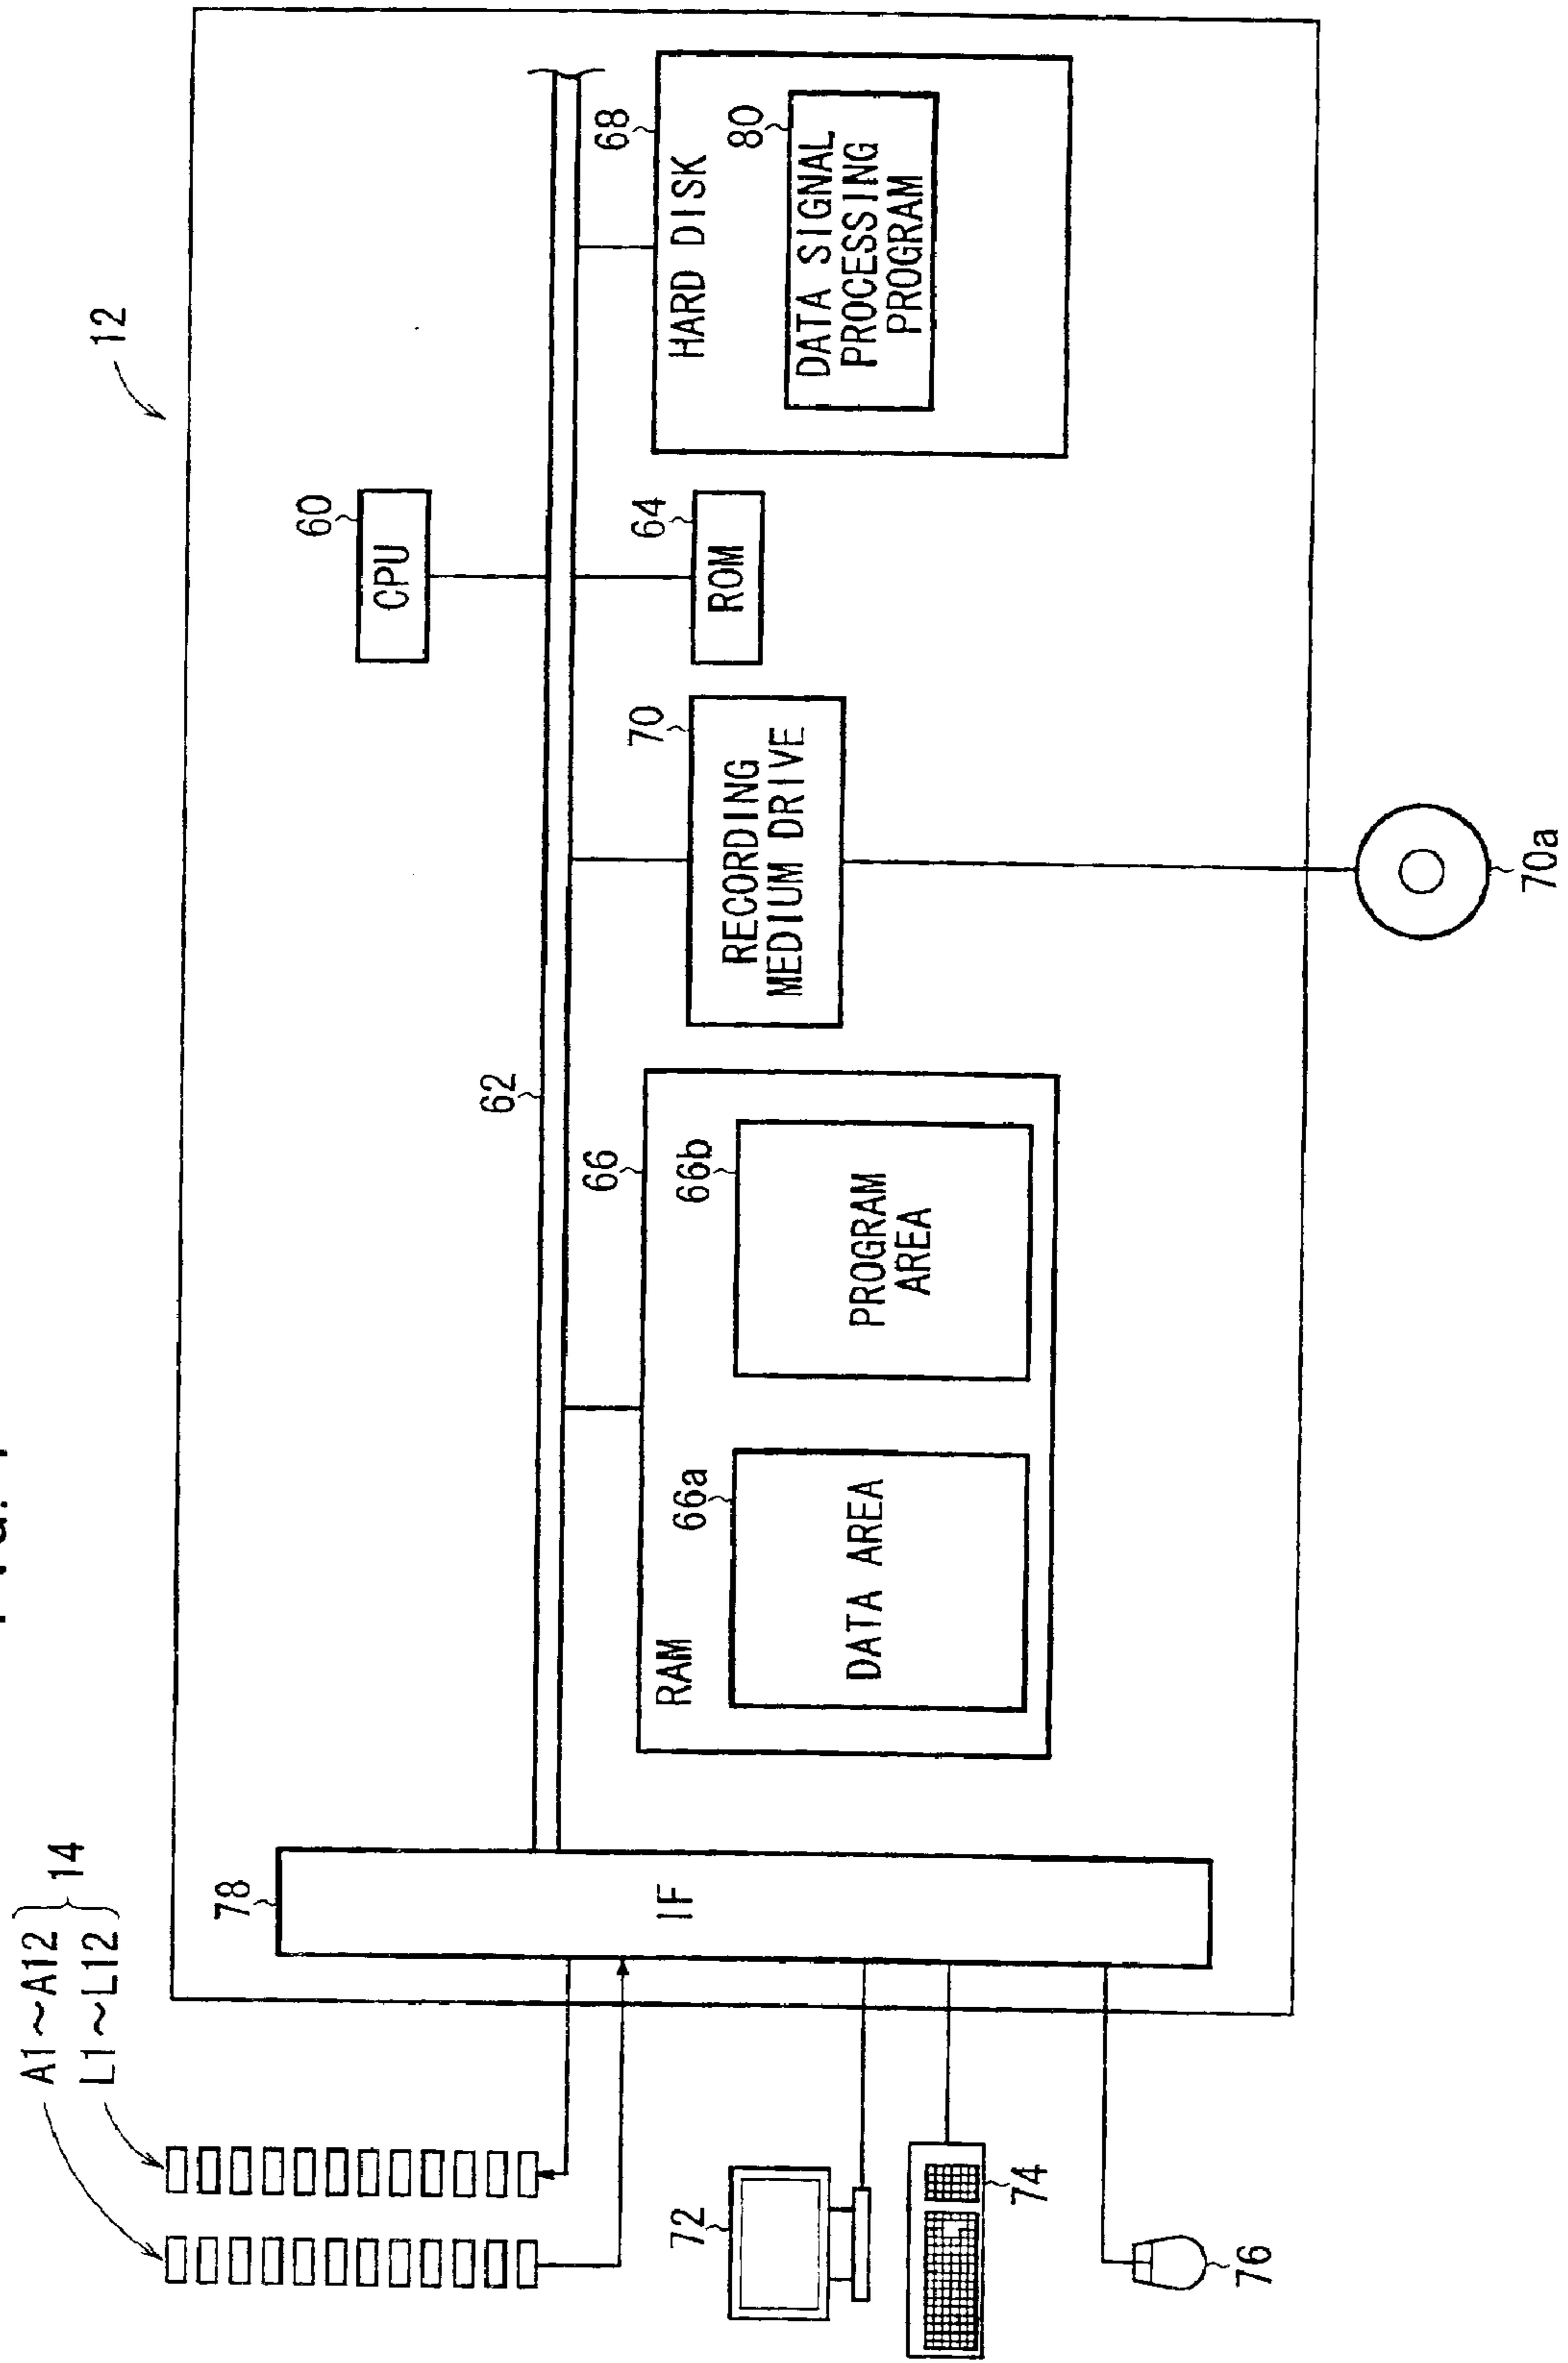 12
A1~A12
L1~L12
14
78
IF
62
60
CPU
66
RAM
66a
DATA AREA
66b
PROGRAM
AREA
70
RECORDING
MEDIUM DRIVE
64
ROM
68
HARD DISK
80
DATA SIGNAL
PROCESSING
PROGRAM
72
74
76
70a